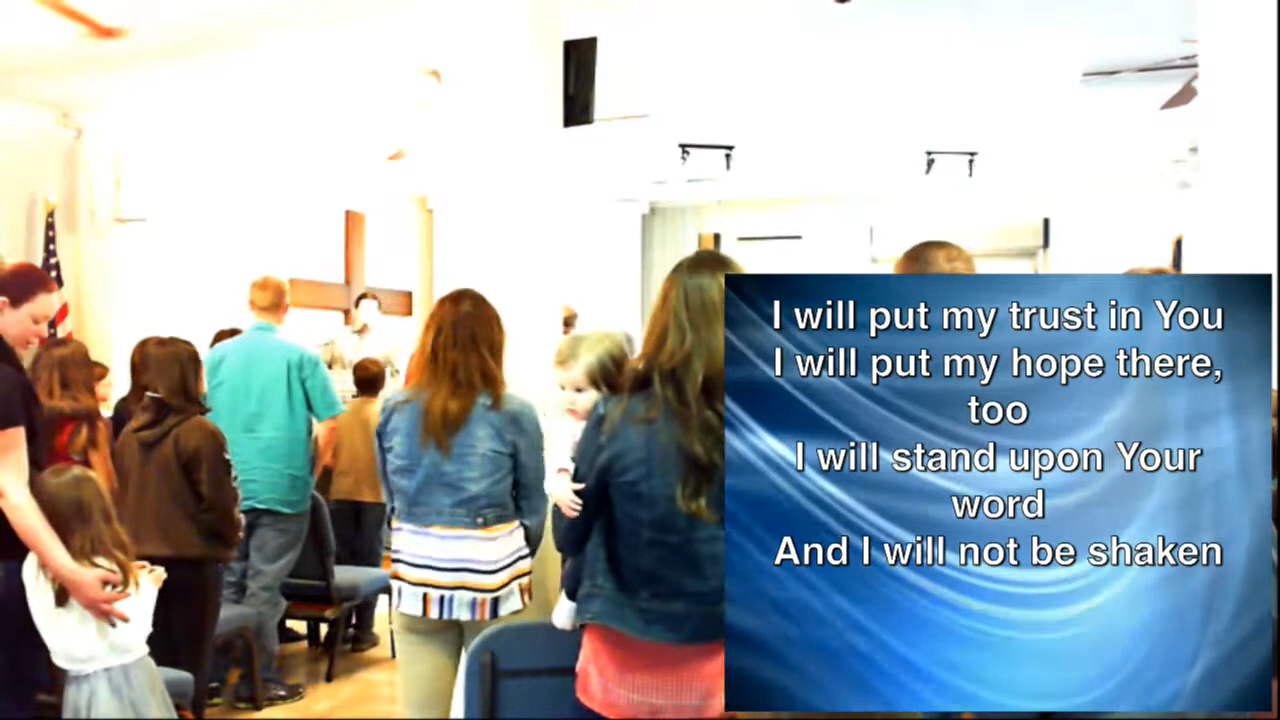 I will put my trust in You
I will put my hope there,
too
I will stand upon Your
word
And I will not be shaken